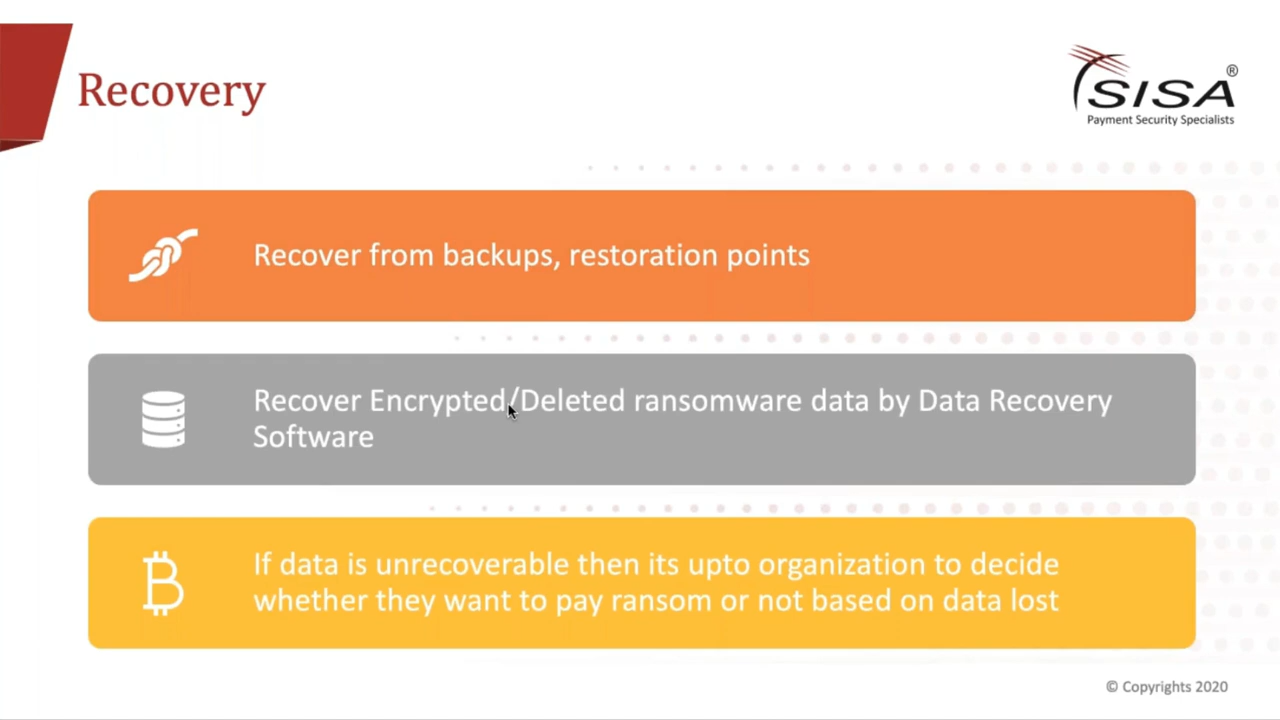 Recovery
SISA®
Payment Security Specialists
Recover from backups, restoration points
Recover Encrypted/Deleted ransomware data by Data Recovery
Software
If data is unrecoverable then its upto organization to decide
whether they want to pay ransom or not based on data lost
© Copyrights 2020